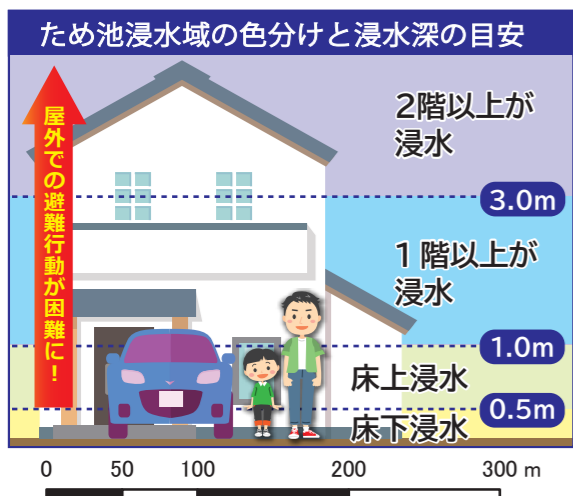 ため池浸水域の色分けと浸水深の目安
屋外での避難行動が困難に!
2階以上が
浸水
3.0m
1階以上が
浸水
1.0m
床上浸水
0.5m
床下浸水
0 50 100 200 300 m